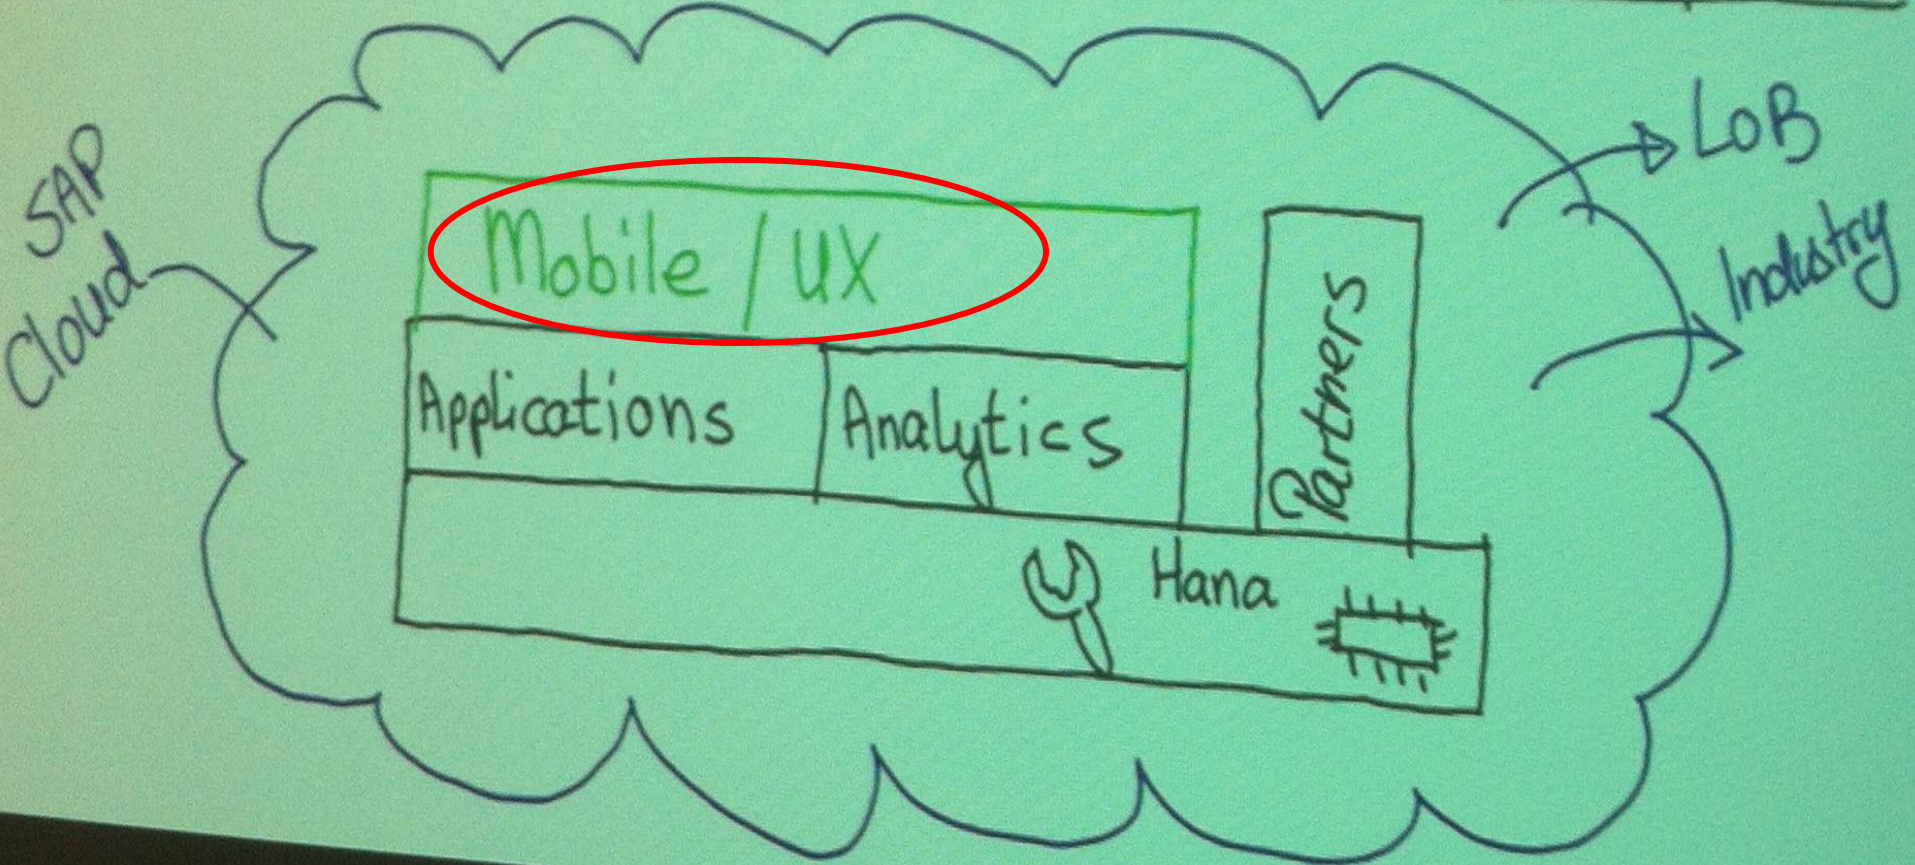 SAP
Cloud
Mobile / UX
Applications
Analytics
Partners
Hana
LOB
Industry